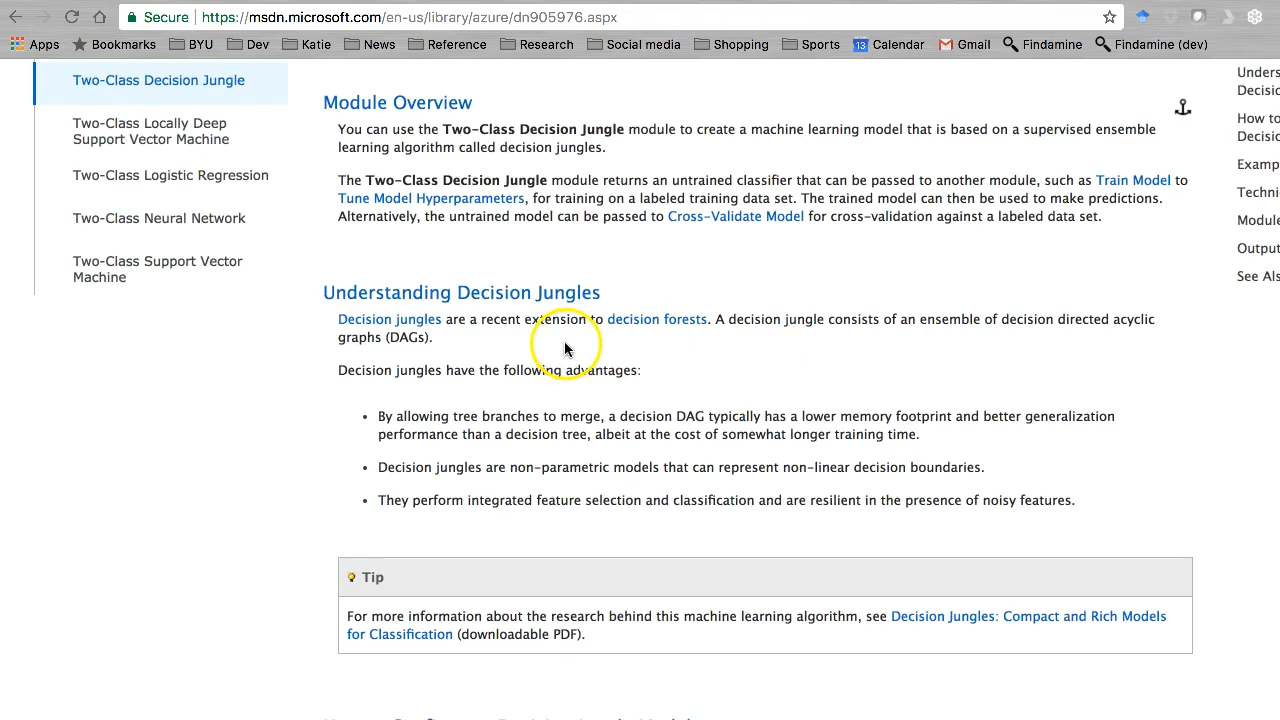 Secure https://msdn.microsoft.com/en-us/library/azure/dn905976.aspx
Apps Bookmarks BYU Dev Katie News Reference Research Social media Shopping Sports 13 Calendar Gmail Findamine Findamine (dev)
Two-Class Decision Jungle
Two-Class Locally Deep
Support Vector Machine
Two-Class Logistic Regression
Two-Class Neural Network
Two-Class Support Vector
Machine
Module Overview
You can use the Two-Class Decision Jungle module to create a machine learning model that is based on a supervised ensemble
learning algorithm called decision jungles.
The Two-Class Decision Jungle module returns an untrained classifier that can be passed to another module, such as Train Model to
Tune Model Hyperparameters, for training on a labeled training data set. The trained model can then be used to make predictions.
Alternatively, the untrained model can be passed to Cross-Validate Model for cross-validation against a labeled data set.
Understanding Decision Jungles
Decision jungles are a recent extension to decision forests. A decision jungle consists of an ensemble of decision directed acyclic
graphs (DAGs).
Decision jungles have the following advantages:
• By allowing tree branches to merge, a decision DAG typically has a lower memory footprint and better generalization
performance than a decision tree, albeit at the cost of somewhat longer training time.
• Decision jungles are non-parametric models that can represent non-linear decision boundaries.
• They perform integrated feature selection and classification and are resilient in the presence of noisy features.
Tip
For more information about the research behind this machine learning algorithm, see Decision Jungles: Compact and Rich Models
for Classification (downloadable PDF).
Unders
Decisio
How to
Decisio
Examp
Techni
Modul
Output
See Als